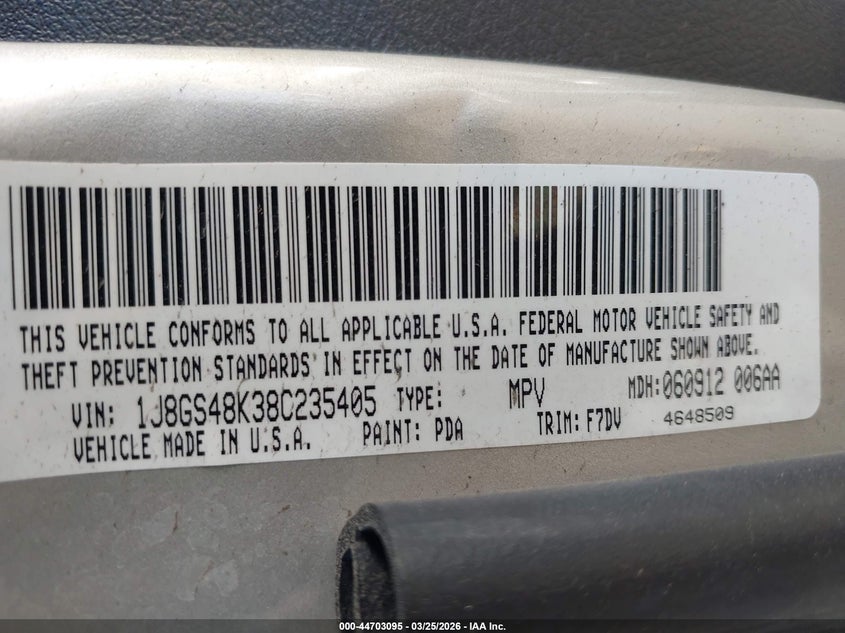 THIS VEHICLE CONFORMS TO ALL APPLICABLE U.S.A. FEDERAL MOTOR VEHICLE SAFETY AND
THEFT PREVENTION STANDARDS IN EFFECT ON THE DATE OF MANUFACTURE SHOWN ABOVE.
VIN: 1J8GS48K38C235405 TYPE: MPV MDH:060912 006AA
VEHICLE MADE IN U.S.A. PAINT: PDA TRIM: F7DV 4648509
000-44703095 - 03/25/2026 - IAA Inc.